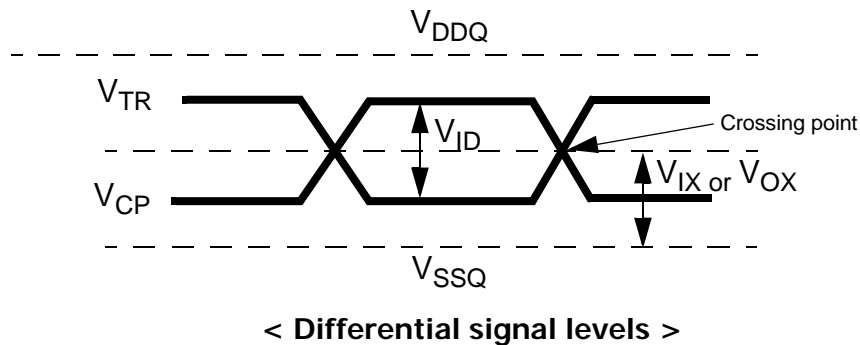 VDDQ
VTR
VID
Crossing point
VIX or VOX
VCP
VSSQ
< Differential signal levels >